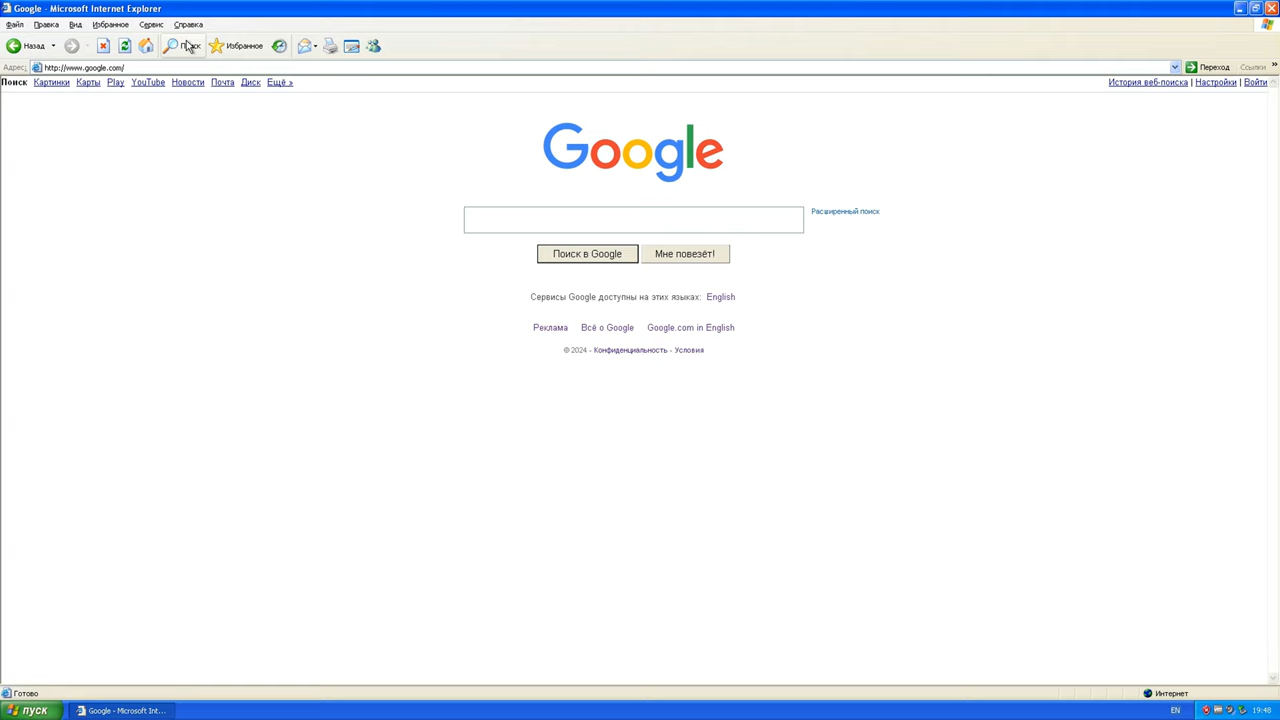 Google - Microsoft Internet Explorer
Файл Правка Вид Избранное Сервис Справка
Назад Поиск Избранное
Адрес: http://www.google.com/ Переход Ссылки »
Поиск Картинки Карты Play YouTube Новости Почта Диск Ещё » История веб-поиска | Настройки | Войти
Google
Расширенный поиск
Поиск в Google Мне повезёт!
Сервисы Google доступны на этих языках: English
Реклама Всё о Google Google.com in English
© 2024 - Конфиденциальность - Условия
Готово Интернет
пуск Google - Microsoft Int... EN 19:48